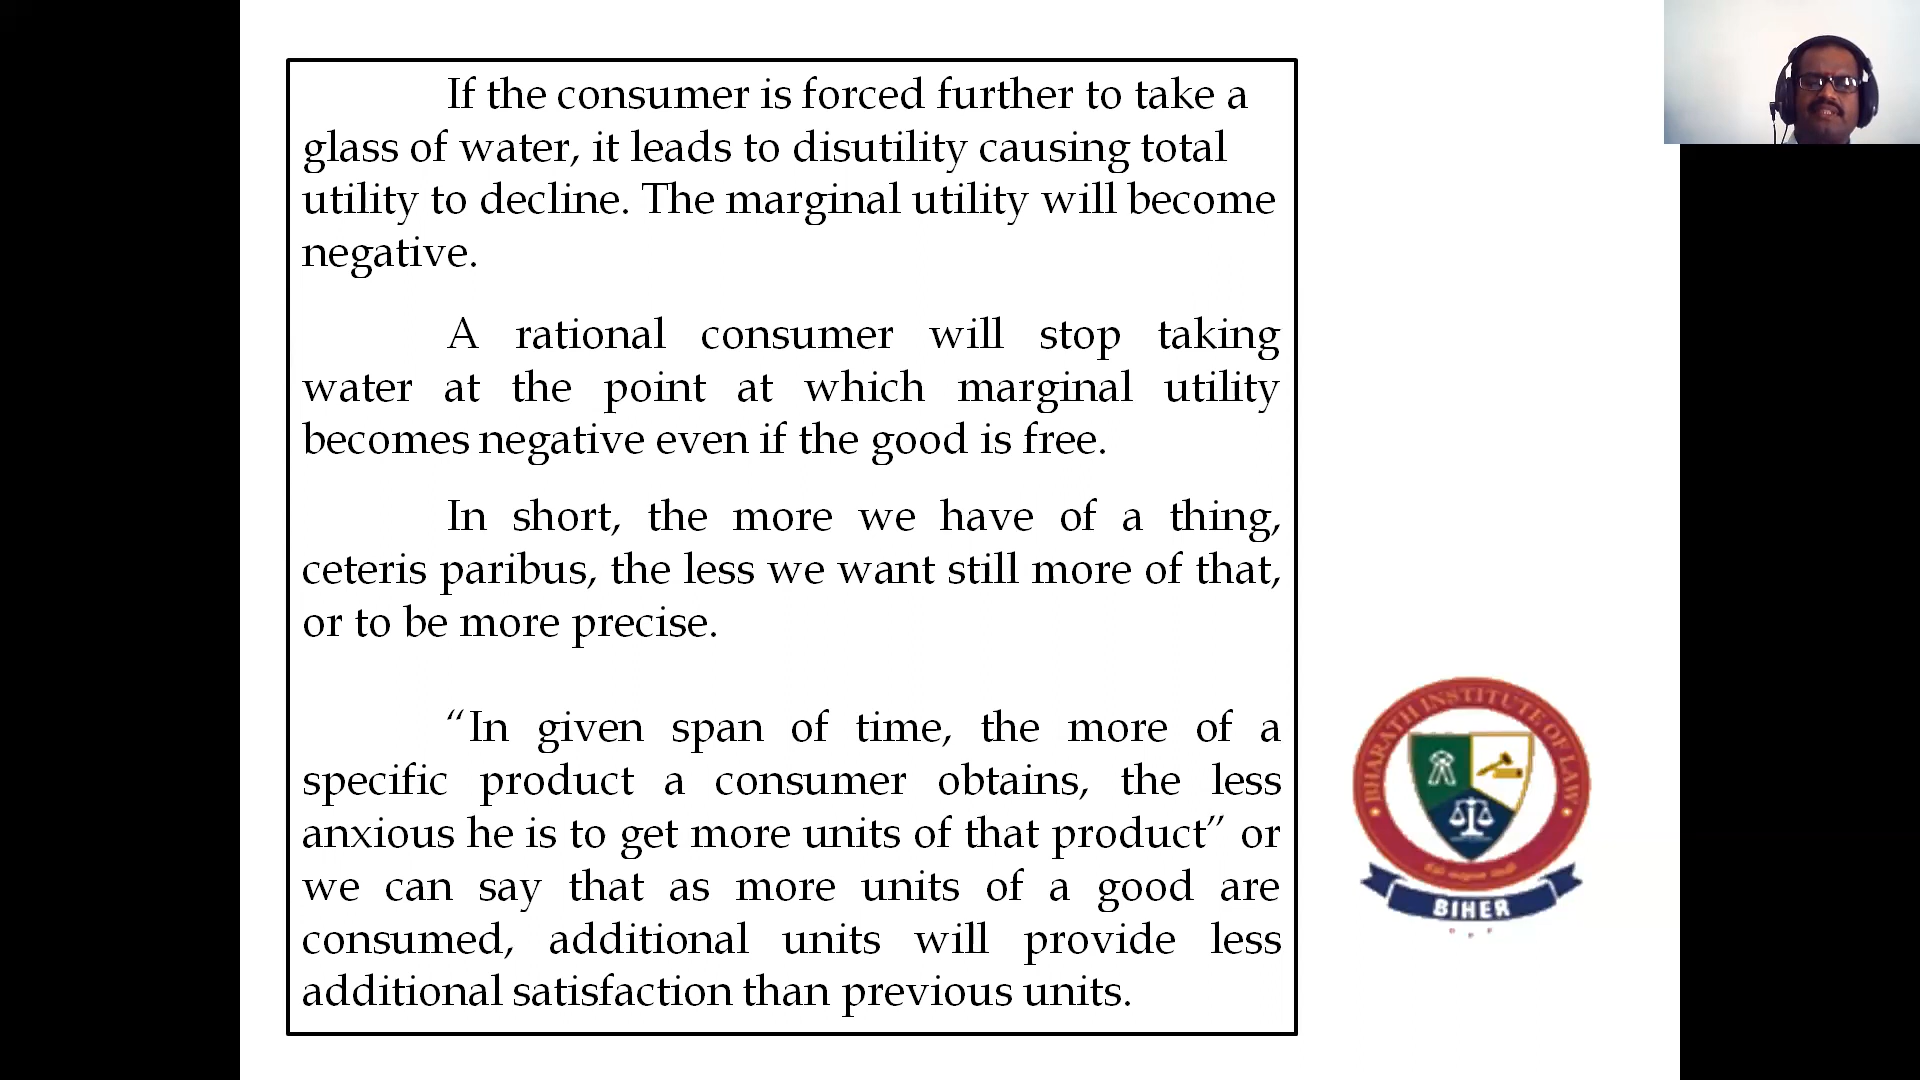 If the consumer is forced further to take a
glass of water, it leads to disutility causing total
utility to decline. The marginal utility will become
negative.
A rational consumer will stop taking
water at the point at which marginal utility
becomes negative even if the good is free.
In short, the more we have of a thing,
ceteris paribus, the less we want still more of that,
or to be more precise.
“In given span of time, the more of a
specific product a consumer obtains, the less
anxious he is to get more units of that product” or
we can say that as more units of a good are
consumed, additional units will provide less
additional satisfaction than previous units.
BHARATH INSTITUTE OF LAW
BIHER